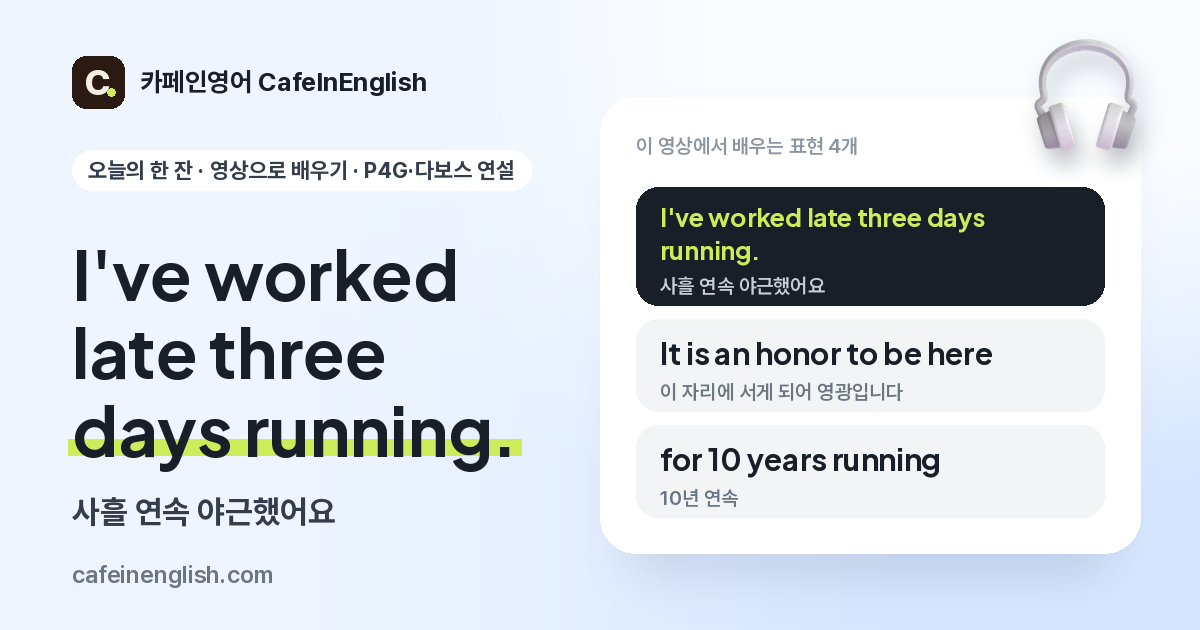 C
카페인영어 CafeInEnglish
오늘의 한 잔 · 영상으로 배우기 · P4G·다보스 연설
I've worked
late three
days running.
사흘 연속 야근했어요
cafeinenglish.com
이 영상에서 배우는 표현 4개
I've worked late three days
running.
사흘 연속 야근했어요
It is an honor to be here
이 자리에 서게 되어 영광입니다
for 10 years running
10년 연속